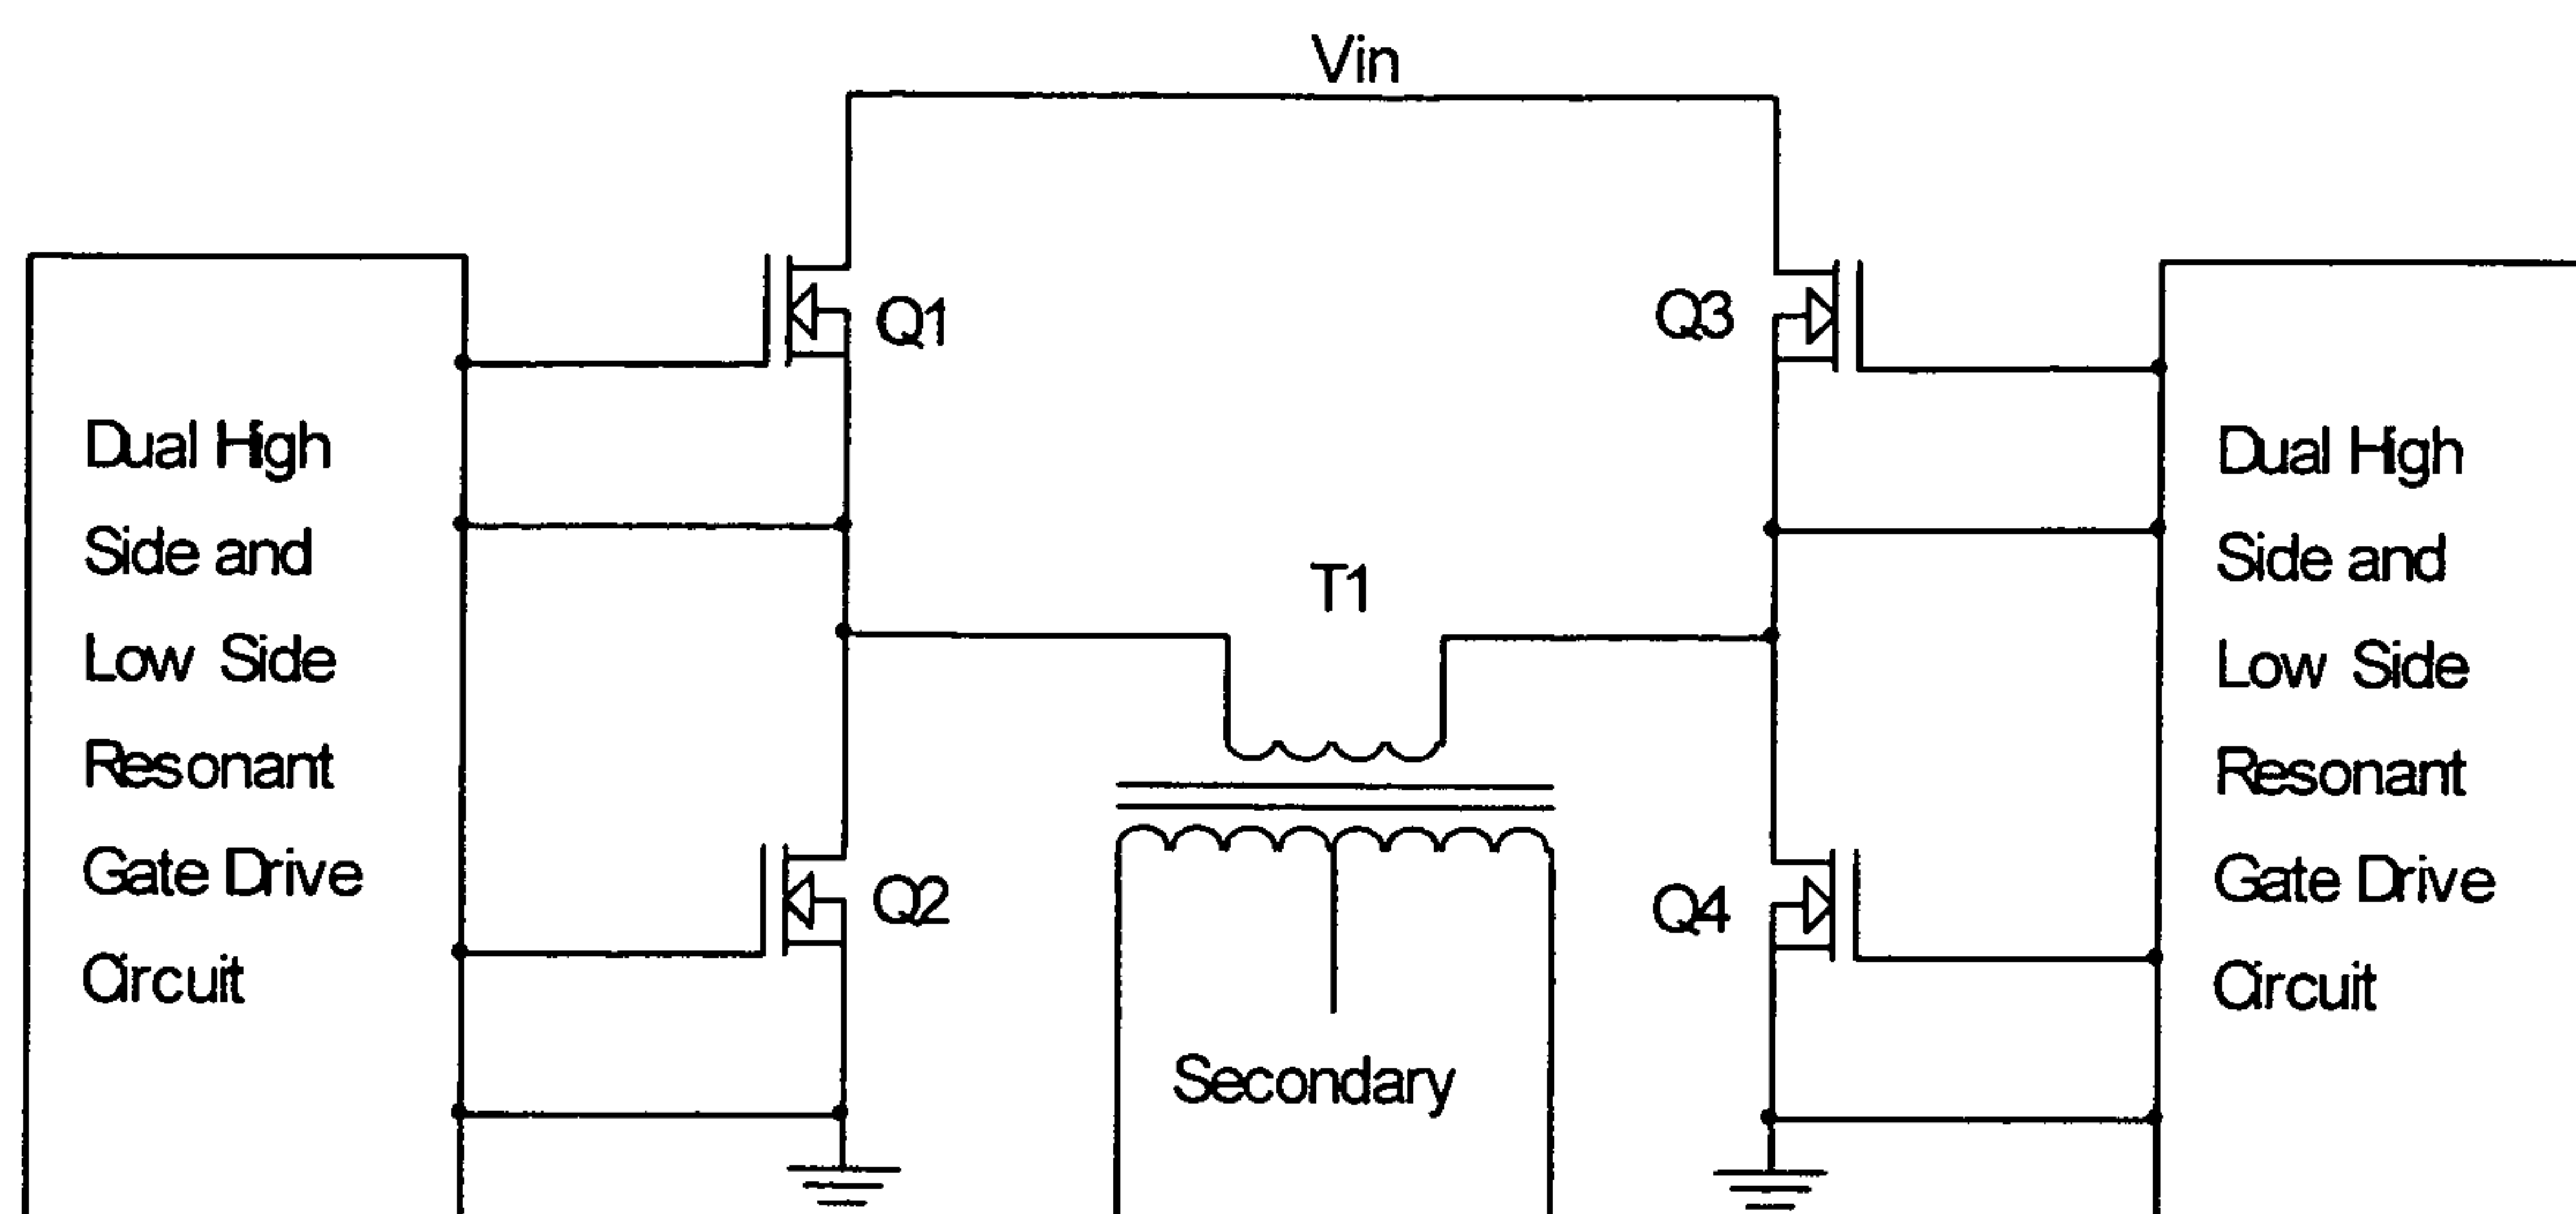 Vin
Q1
Q3
Dual High
Side and
Low Side
Resonant
Gate Drive
Circuit
T1
Q2
Q4
Secondary
Dual High
Side and
Low Side
Resonant
Gate Drive
Circuit